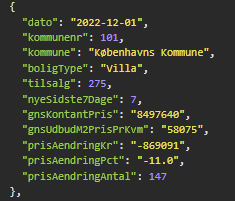 {
"dato": "2022-12-01",
"kommunenr": 101,
"kommune": "Københavns Kommune",
"boligType": "Villa",
"tilsalg": 275,
"nyeSidste7Dage": 7,
"gnsKontantPris": "8497640",
"gnsUdbudM2PrisPrKvm": "58075",
"prisAendringKr": "-869091",
"prisAendringPct": "-11.0",
"prisAendringAntal": 147
},